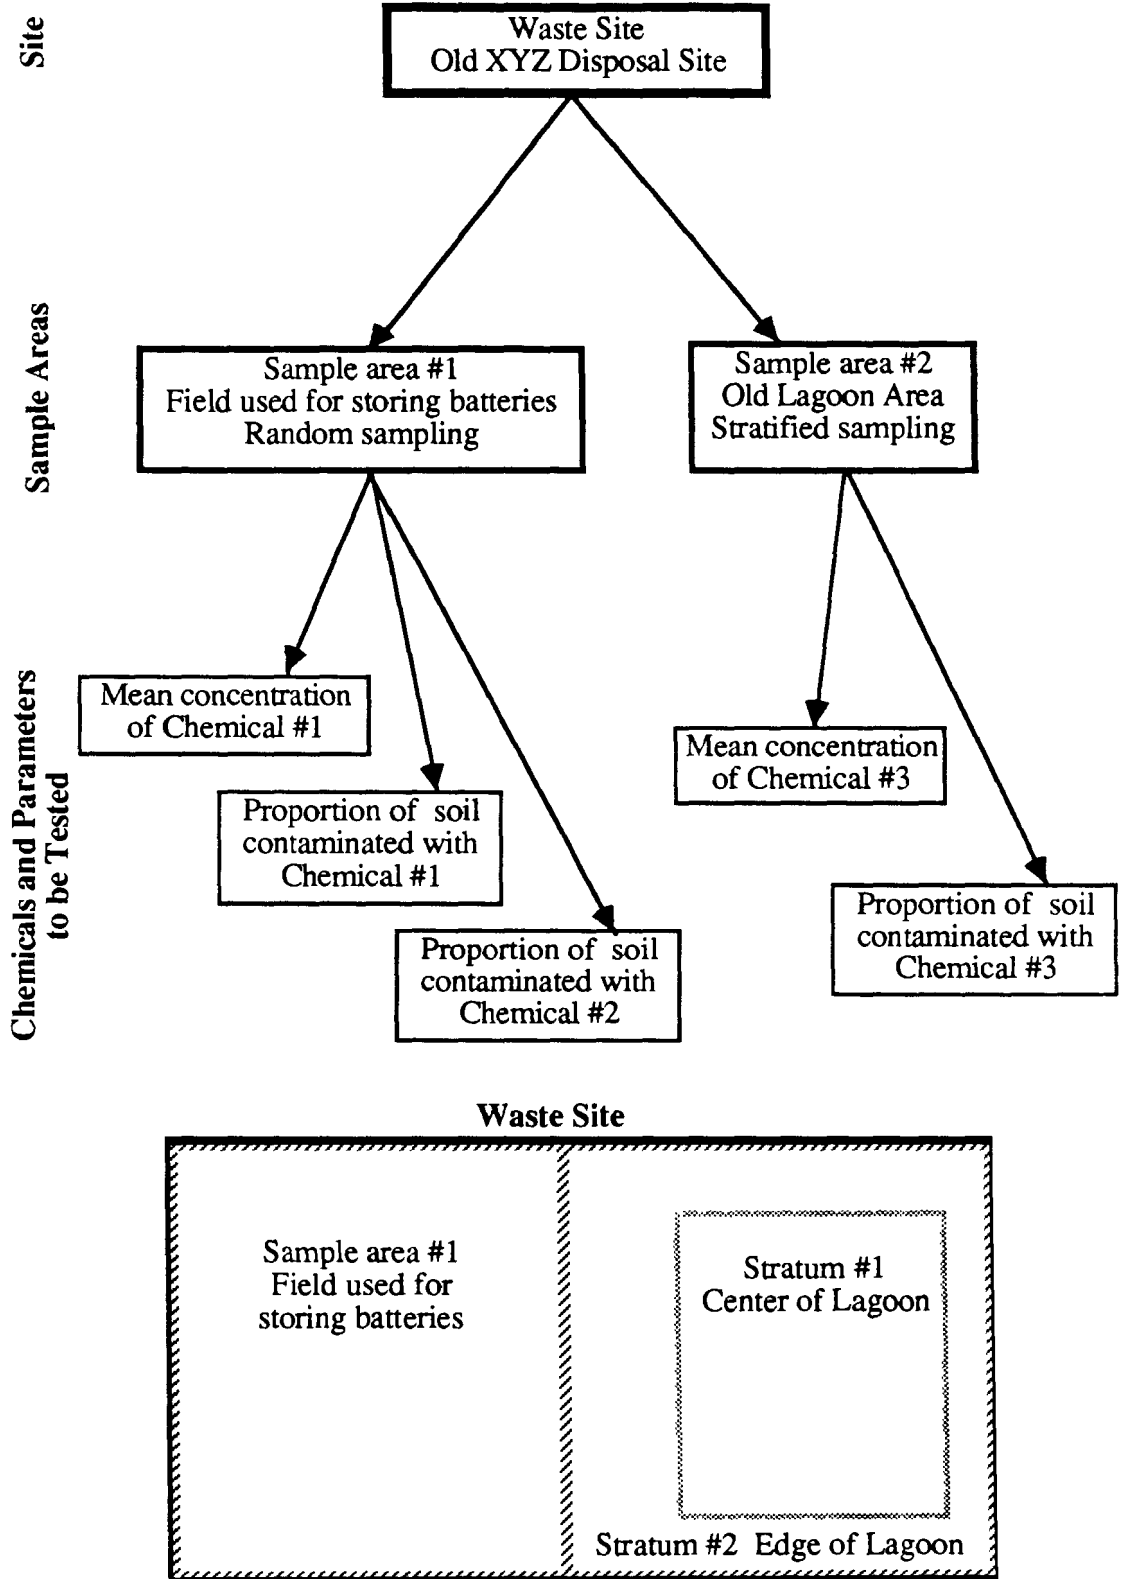 Site
Waste Site
Old XYZ Disposal Site
Sample Areas
Sample area #1
Field used for storing batteries
Random sampling
Sample area #2
Old Lagoon Area
Stratified sampling
Chemicals and Parameters
to be Tested
Mean concentration
of Chemical #1
Proportion of soil
contaminated with
Chemical #1
Proportion of soil
contaminated with
Chemical #2
Mean concentration
of Chemical #3
Proportion of soil
contaminated with
Chemical #3
Waste Site
Sample area #1
Field used for
storing batteries
Stratum #1
Center of Lagoon
Stratum #2 Edge of Lagoon